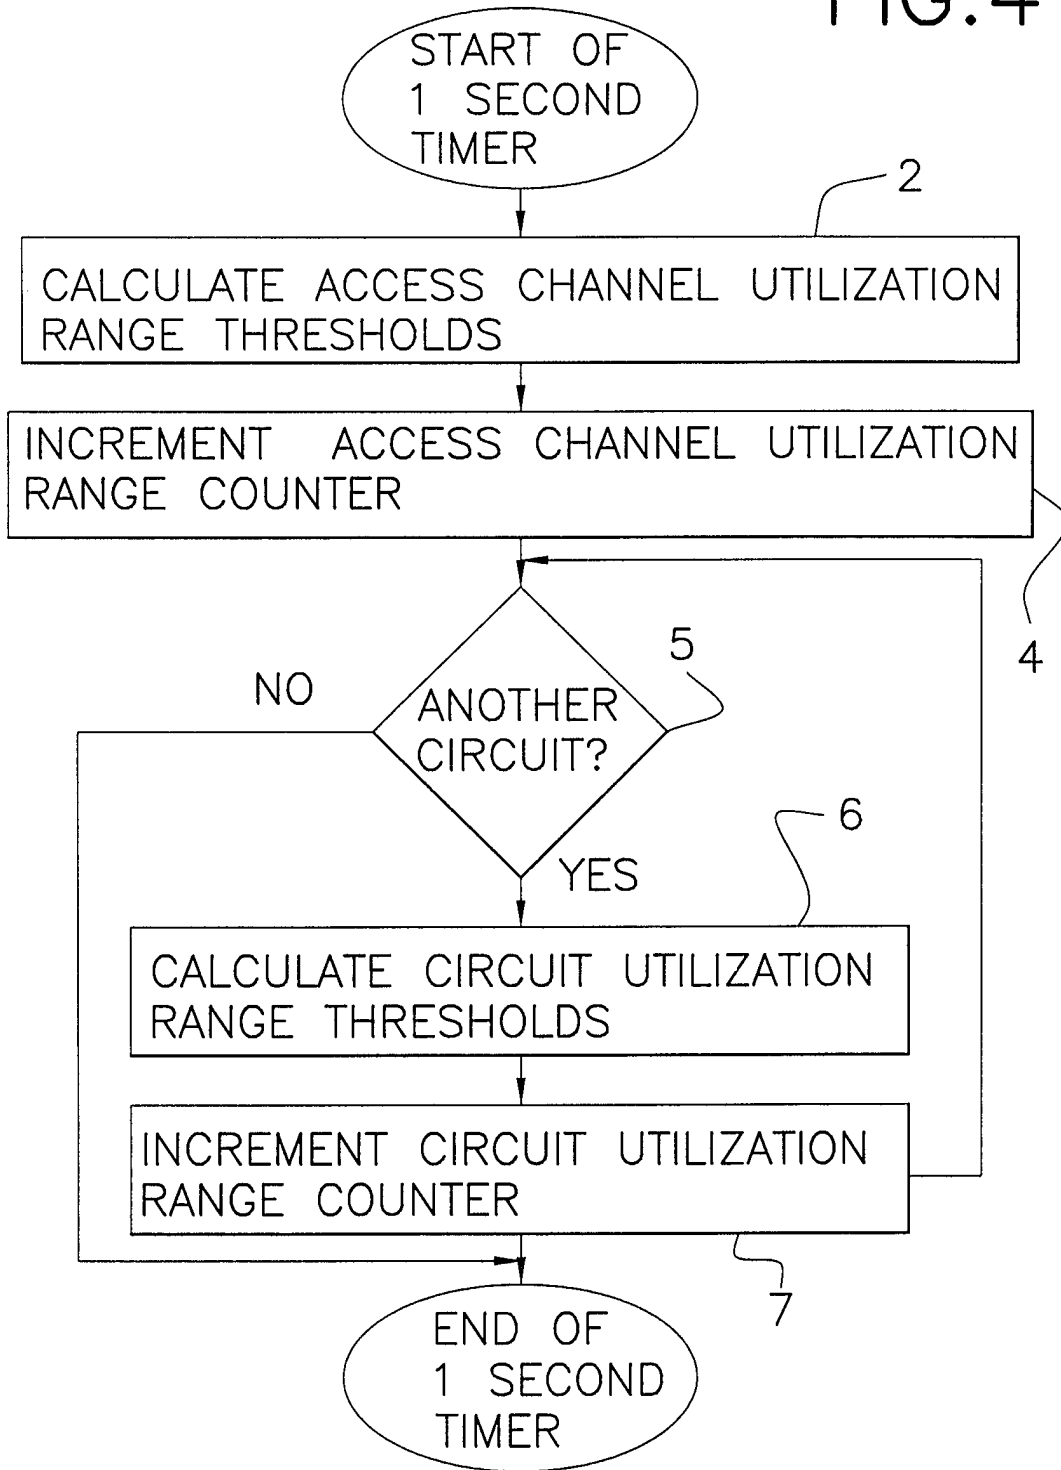 FIG.4
START OF
1 SECOND
TIMER
2
CALCULATE ACCESS CHANNEL UTILIZATION
RANGE THRESHOLDS
INCREMENT ACCESS CHANNEL UTILIZATION
RANGE COUNTER
4
5
NO
ANOTHER
CIRCUIT?
6
YES
CALCULATE CIRCUIT UTILIZATION
RANGE THRESHOLDS
INCREMENT CIRCUIT UTILIZATION
RANGE COUNTER
7
END OF
1 SECOND
TIMER